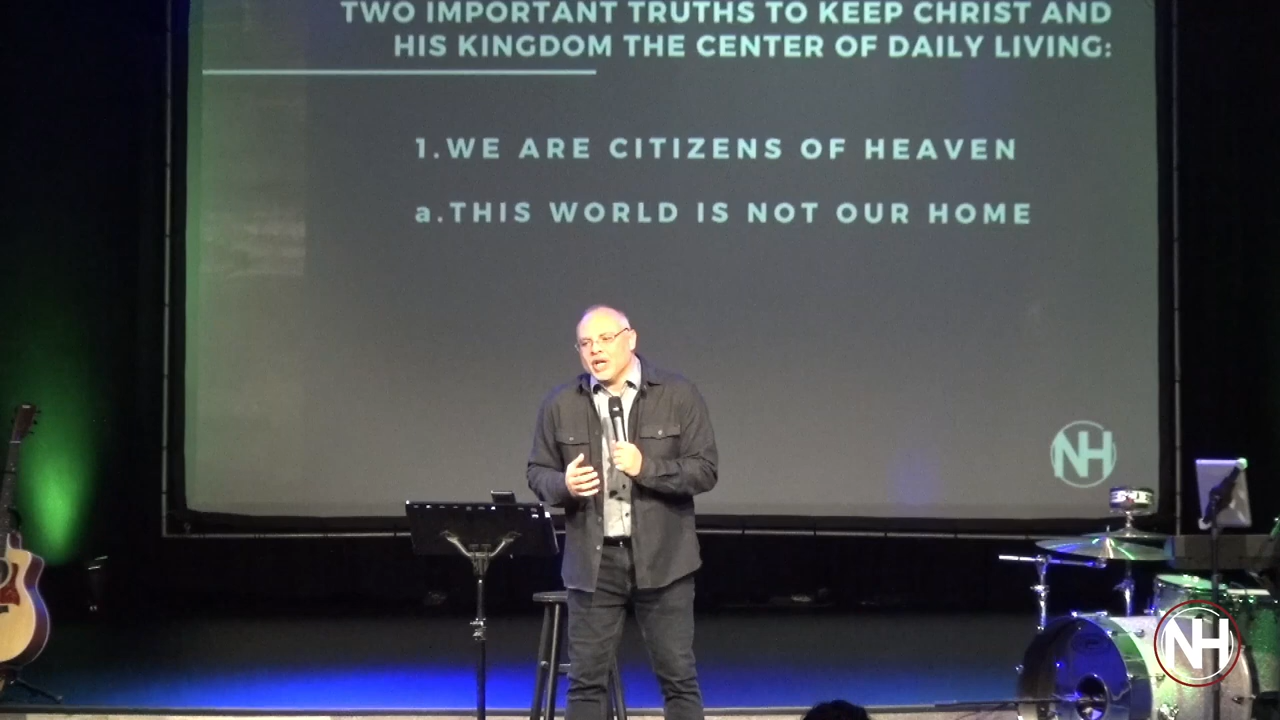 TWO IMPORTANT TRUTHS TO KEEP CHRIST AND
HIS KINGDOM THE CENTER OF DAILY LIVING:
1.WE ARE CITIZENS OF HEAVEN
a.THIS WORLD IS NOT OUR HOME
NH
NH